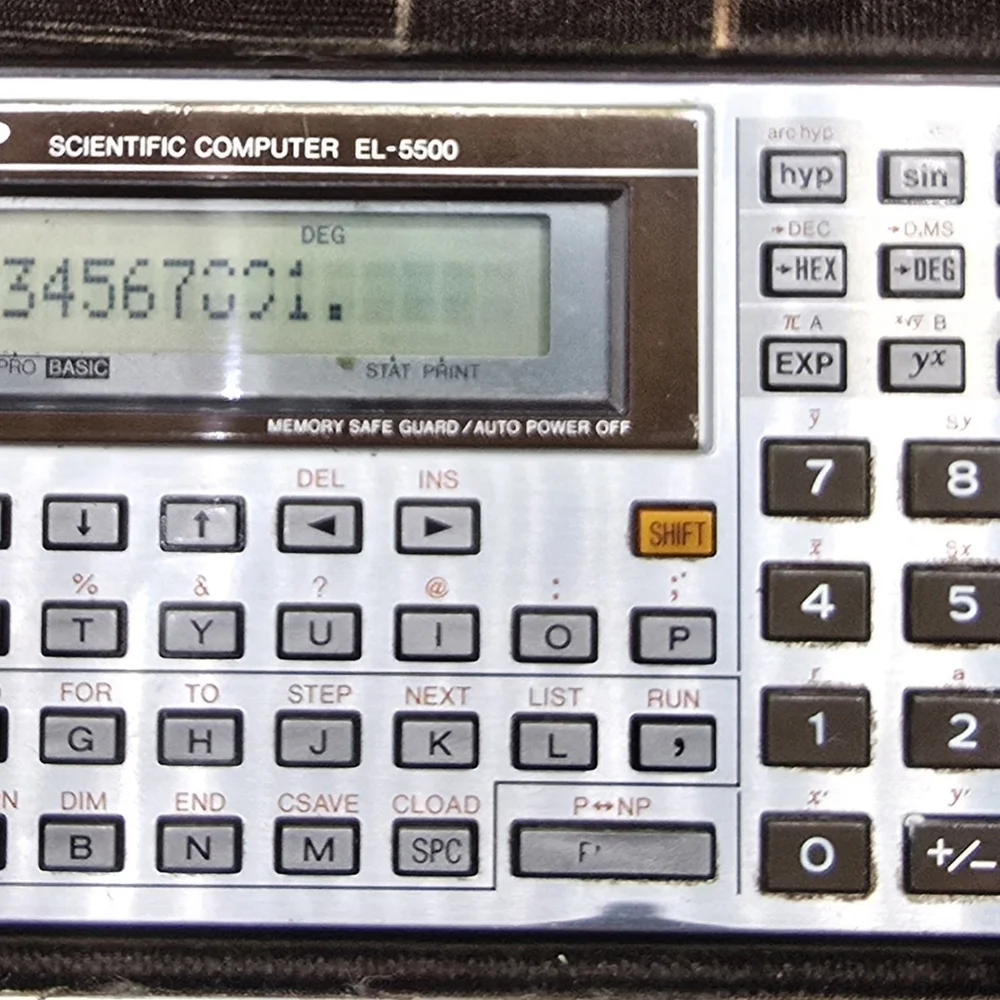 SCIENTIFIC COMPUTER EL-5500
DEG
PRO BASIC
STAT PRINT
MEMORY SAFE GUARD / AUTO POWER OFF
arc hyp
hyp sin
→DEC →D.MS
→HEX →DEG
π A ˣ√y B
EXP yˣ
ȳ Sy
7 8
x̄ Sx
4 5
r a
1 2
x' y'
0 +/−
DEL INS
↓ ↑ ◄ ► SHIFT
% & ? @ : ;
T Y U I O P
FOR TO STEP NEXT LIST RUN
G H J K L ,
DIM END CSAVE CLOAD P↔NP
B N M SPC